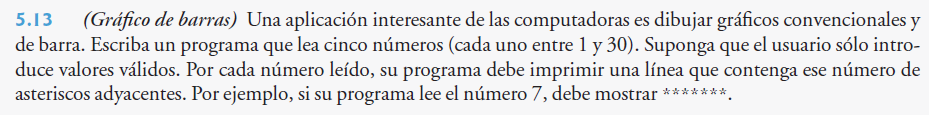 5.13 (Gráfico de barras) Una aplicación interesante de las computadoras es dibujar gráficos convencionales y
de barra. Escriba un programa que lea cinco números (cada uno entre 1 y 30). Suponga que el usuario sólo intro-
duce valores válidos. Por cada número leído, su programa debe imprimir una línea que contenga ese número de
asteriscos adyacentes. Por ejemplo, si su programa lee el número 7, debe mostrar *******.